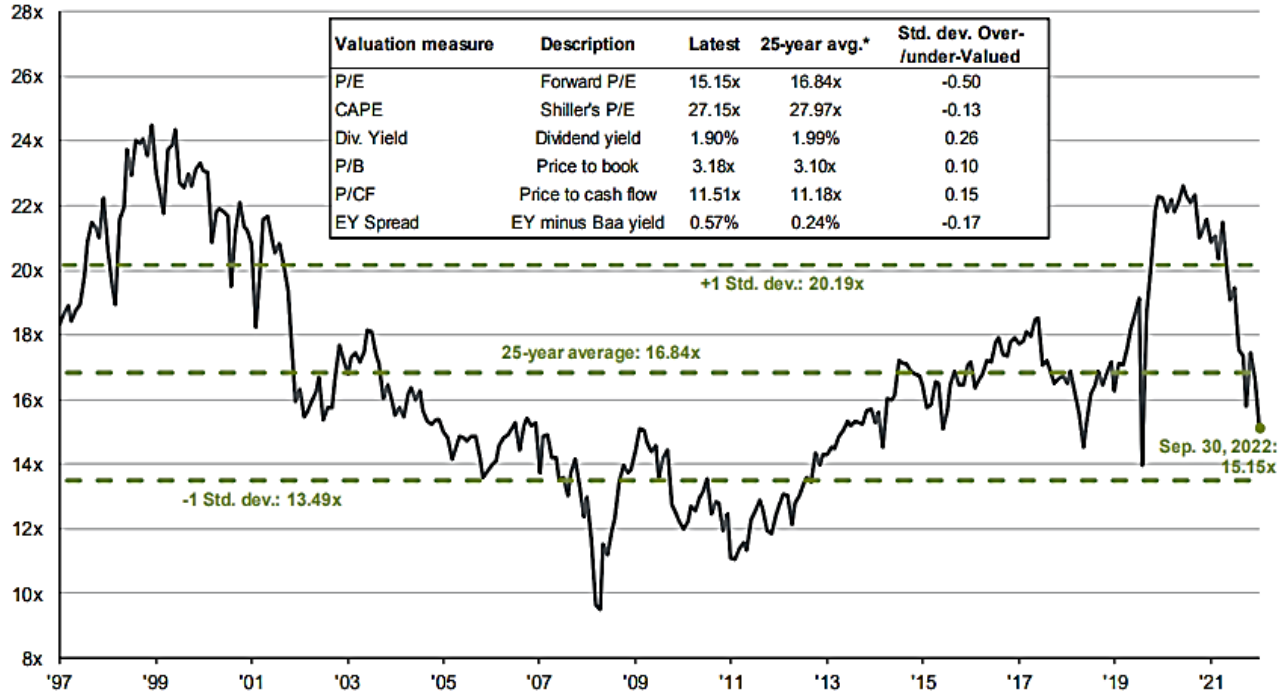 28x
26x
24x
22x
20x
18x
16x
14x
12x
10x
8x
Valuation measure Description Latest 25-year avg.* Std. dev. Over-
/under-Valued
P/E Forward P/E 15.15x 16.84x -0.50
CAPE Shiller's P/E 27.15x 27.97x -0.13
Div. Yield Dividend yield 1.90% 1.99% 0.26
P/B Price to book 3.18x 3.10x 0.10
P/CF Price to cash flow 11.51x 11.18x 0.15
EY Spread EY minus Baa yield 0.57% 0.24% -0.17
+1 Std. dev.: 20.19x
25-year average: 16.84x
Sep. 30, 2022:
15.15x
-1 Std. dev.: 13.49x
'97 '99 '01 '03 '05 '07 '09 '11 '13 '15 '17 '19 '21